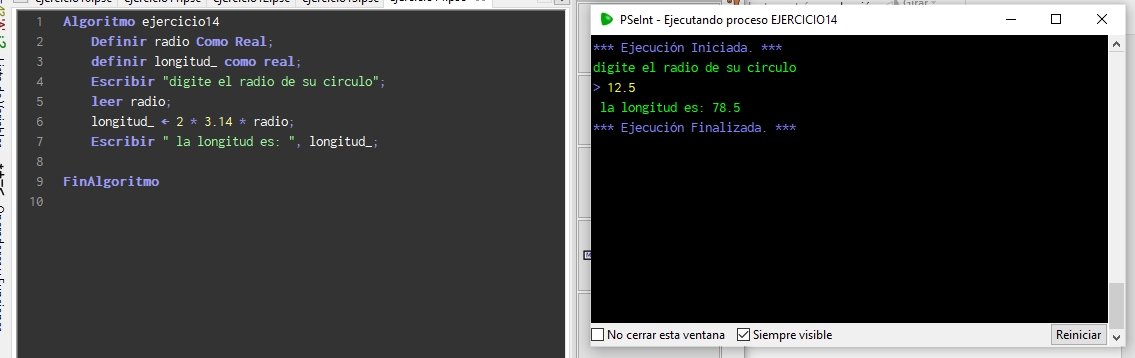 1 Algoritmo ejercicio14
2 Definir radio Como Real;
3 definir longitud_ como real;
4 Escribir "digite el radio de su circulo";
5 leer radio;
6 longitud_ ← 2 * 3.14 * radio;
7 Escribir " la longitud es: ", longitud_;
8
9 FinAlgoritmo
10
PSeInt - Ejecutando proceso EJERCICIO14
*** Ejecución Iniciada. ***
digite el radio de su circulo
> 12.5
la longitud es: 78.5
*** Ejecución Finalizada. ***
No cerrar esta ventana
Siempre visible
Reiniciar
Girar